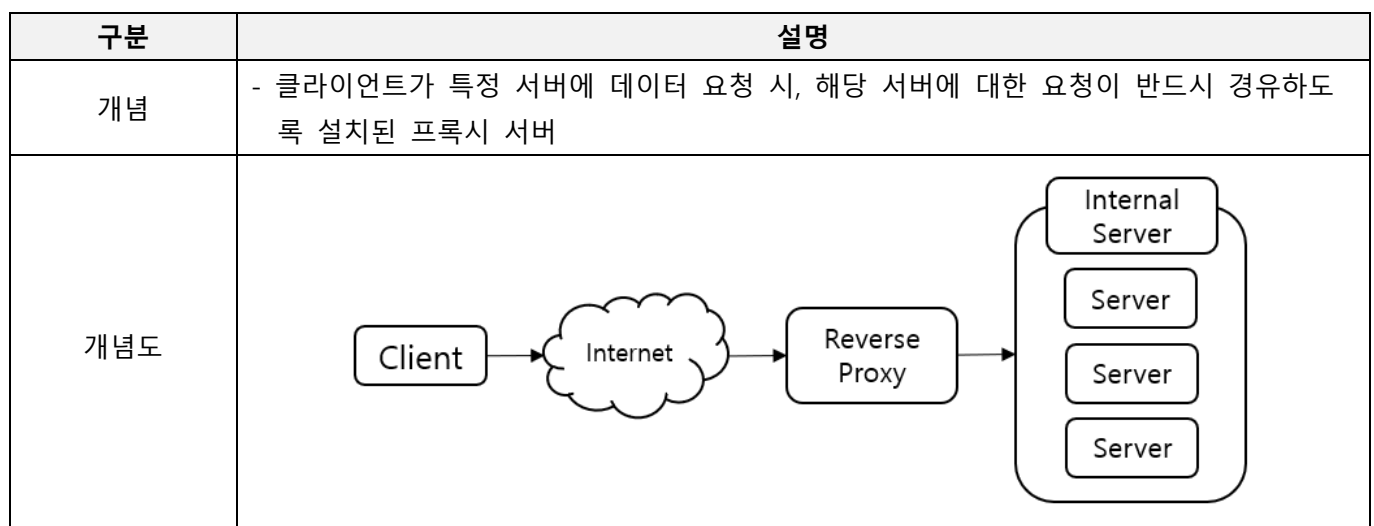 구분 설명
개념
- 클라이언트가 특정 서버에 데이터 요청 시, 해당 서버에 대한 요청이 반드시 경유하도
록 설치된 프록시 서버
개념도
Client
Internet
Reverse
Proxy
Internal
Server
Server
Server
Server